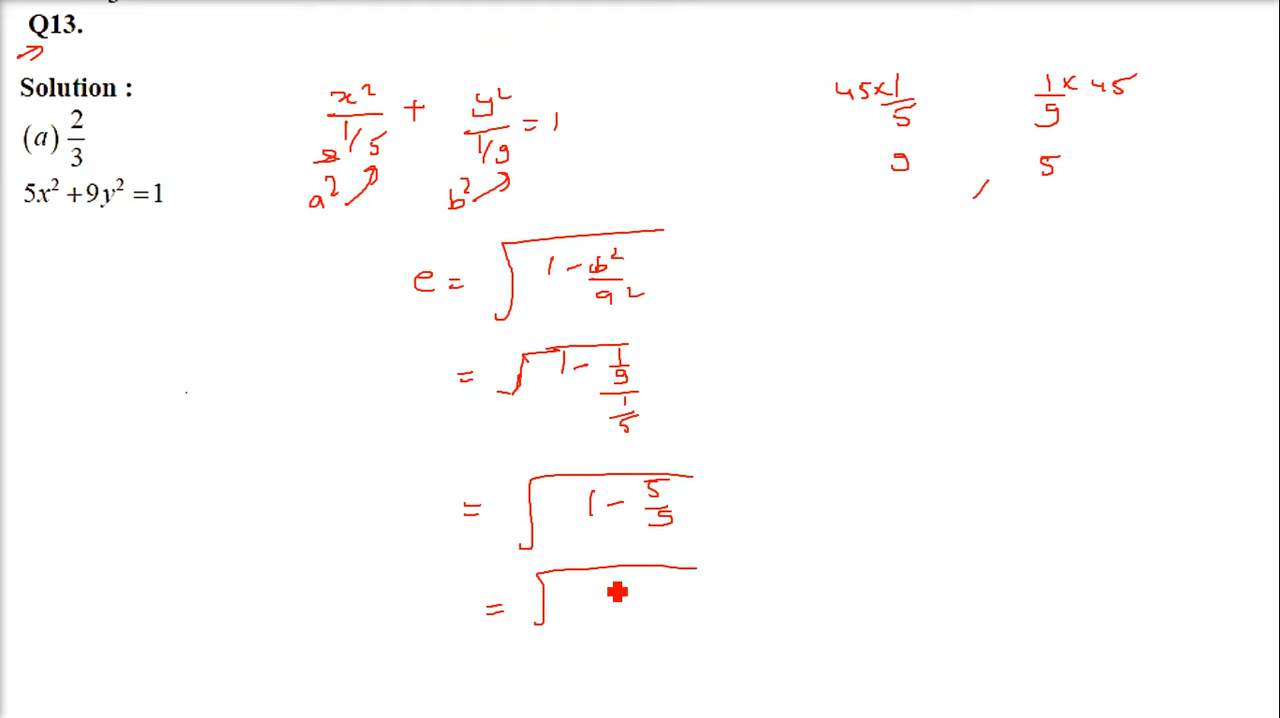 Q13.
Solution :
(a) 2/3
5x² + 9y² = 1
x²/(1/5) + y²/(1/9) = 1
a² b²
45×1/5 1/9 × 45
9 , 5
e = √(1 - b²/a²)
= √(1 - (1/9)/(1/5))
= √(1 - 5/5)
= √